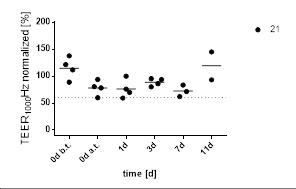 200
150
100
50
0
TEER1000Hz normalized [%]
21
0d b.t.
0d a.t.
1d
3d
7d
11d
time [d]